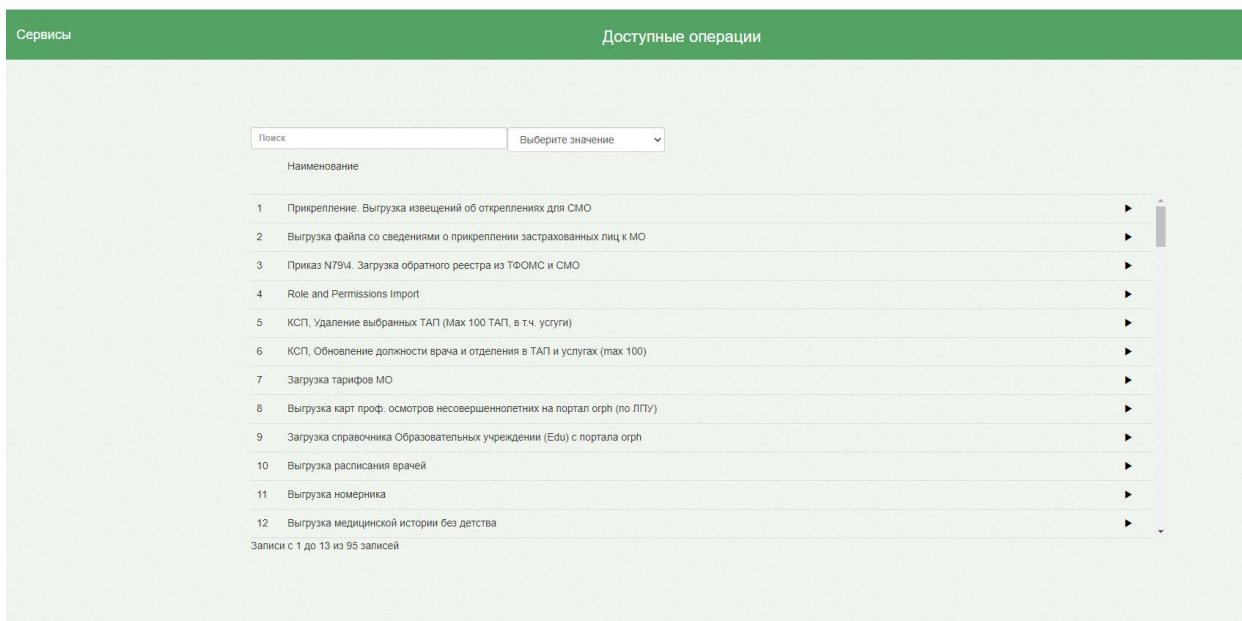 Сервисы
Доступные операции
Поиск
Выберите значение
Наименование
1 Прикрепление. Выгрузка извещений об откреплениях для СМО
2 Выгрузка файла со сведениями о прикреплении застрахованных лиц к МО
3 Приказ N79\4. Загрузка обратного реестра из ТФОМС и СМО
4 Role and Permissions Import
5 КСП, Удаление выбранных ТАП (Max 100 ТАП, в т.ч. усгуги)
6 КСП, Обновление должности врача и отделения в ТАП и услугах (max 100)
7 Загрузка тарифов МО
8 Выгрузка карт проф. осмотров несовершеннолетних на портал orph (по ЛПУ)
9 Загрузка справочника Образовательных учреждении (Edu) с портала orph
10 Выгрузка расписания врачей
11 Выгрузка номерника
12 Выгрузка медицинской истории без детства
Записи с 1 до 13 из 95 записей